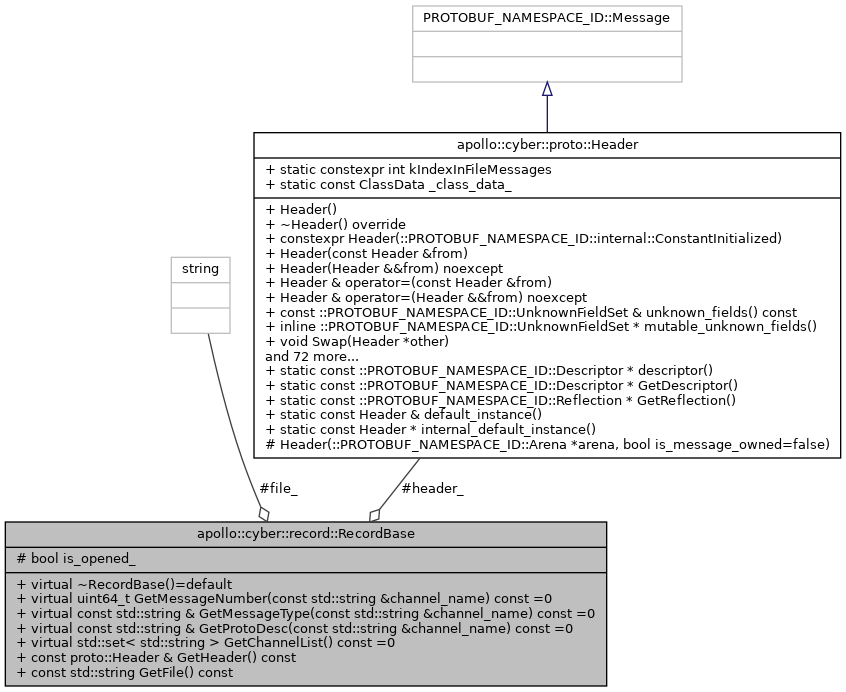 PROTOBUF_NAMESPACE_ID::Message
apollo::cyber::proto::Header
+ static constexpr int kIndexInFileMessages
+ static const ClassData _class_data_
+ Header()
+ ~Header() override
+ constexpr Header(::PROTOBUF_NAMESPACE_ID::internal::ConstantInitialized)
+ Header(const Header &from)
+ Header(Header &&from) noexcept
+ Header & operator=(const Header &from)
+ Header & operator=(Header &&from) noexcept
+ const ::PROTOBUF_NAMESPACE_ID::UnknownFieldSet & unknown_fields() const
+ inline ::PROTOBUF_NAMESPACE_ID::UnknownFieldSet * mutable_unknown_fields()
+ void Swap(Header *other)
and 72 more...
+ static const ::PROTOBUF_NAMESPACE_ID::Descriptor * descriptor()
+ static const ::PROTOBUF_NAMESPACE_ID::Descriptor * GetDescriptor()
+ static const ::PROTOBUF_NAMESPACE_ID::Reflection * GetReflection()
+ static const Header & default_instance()
+ static const Header * internal_default_instance()
# Header(::PROTOBUF_NAMESPACE_ID::Arena *arena, bool is_message_owned=false)
string
#file_
#header_
apollo::cyber::record::RecordBase
# bool is_opened_
+ virtual ~RecordBase()=default
+ virtual uint64_t GetMessageNumber(const std::string &channel_name) const =0
+ virtual const std::string & GetMessageType(const std::string &channel_name) const =0
+ virtual const std::string & GetProtoDesc(const std::string &channel_name) const =0
+ virtual std::set< std::string > GetChannelList() const =0
+ const proto::Header & GetHeader() const
+ const std::string GetFile() const